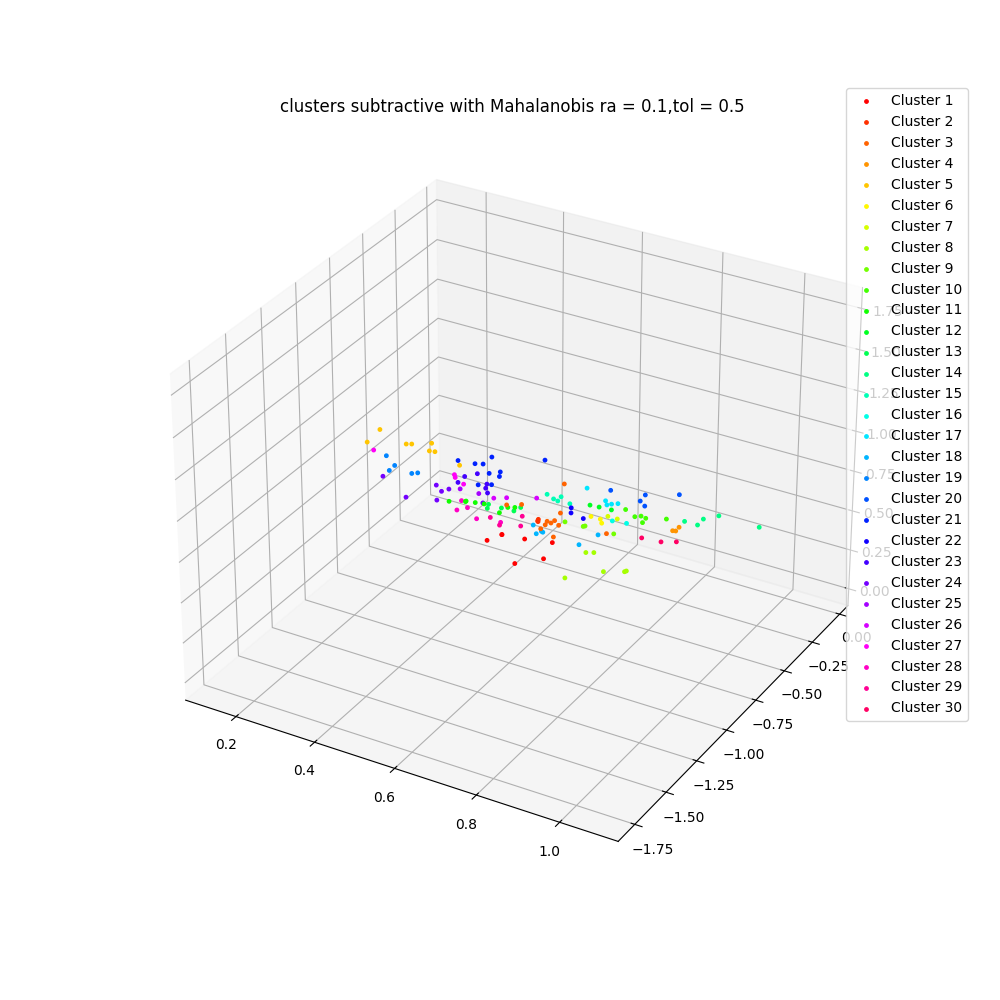 clusters subtractive with Mahalanobis ra = 0.1,tol = 0.5
Cluster 1
Cluster 2
Cluster 3
Cluster 4
Cluster 5
Cluster 6
Cluster 7
Cluster 8
Cluster 9
Cluster 10
Cluster 11
Cluster 12
Cluster 13
Cluster 14
Cluster 15
Cluster 16
Cluster 17
Cluster 18
Cluster 19
Cluster 20
Cluster 21
Cluster 22
Cluster 23
Cluster 24
Cluster 25
Cluster 26
Cluster 27
Cluster 28
Cluster 29
Cluster 30
1.75
1.50
1.25
1.00
0.75
0.50
0.25
0.00
0.00
−0.25
−0.50
−0.75
−1.00
−1.25
−1.50
−1.75
0.2
0.4
0.6
0.8
1.0